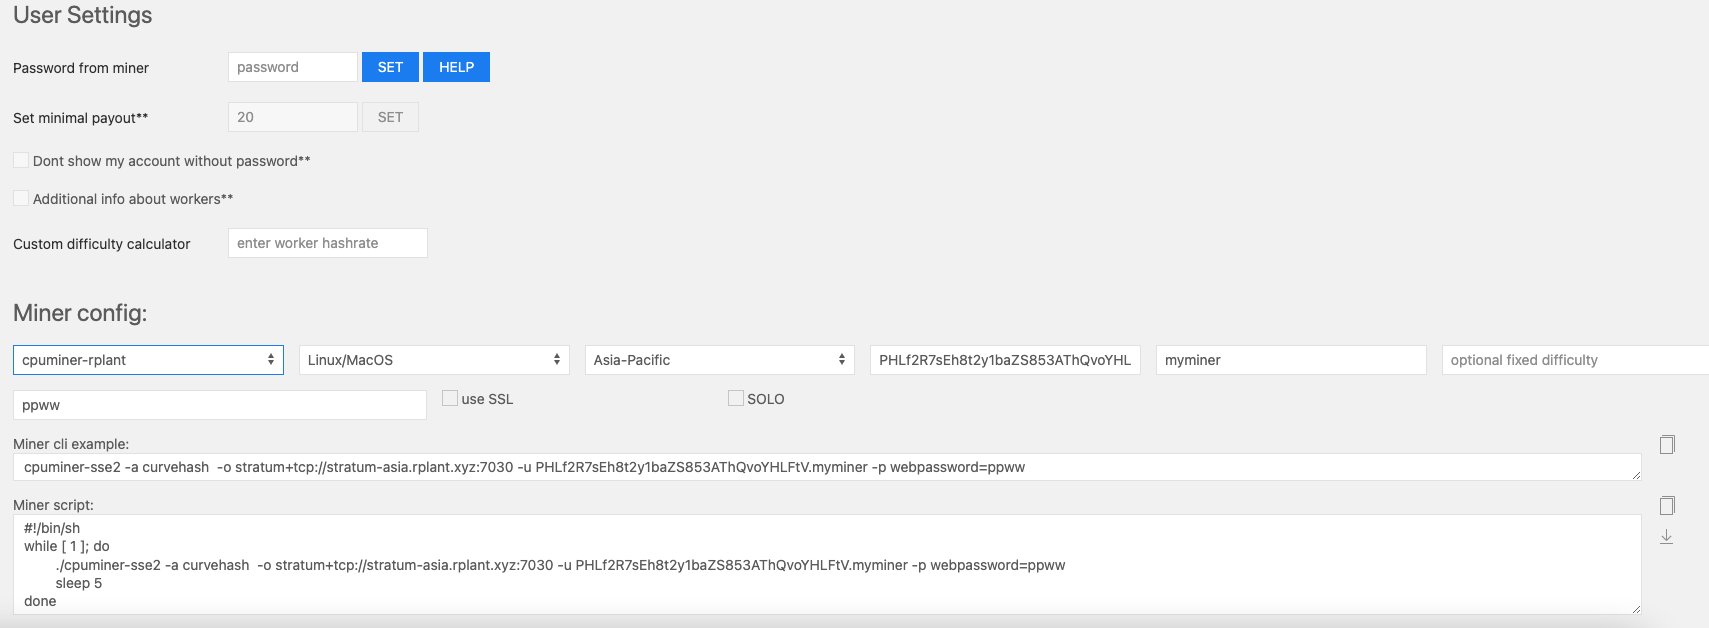 User Settings
Password from miner password SET HELP
Set minimal payout** 20 SET
Dont show my account without password**
Additional info about workers**
Custom difficulty calculator enter worker hashrate
Miner config:
cpuminer-rplant Linux/MacOS Asia-Pacific PHLf2R7sEh8t2y1baZS853AThQvoYHL myminer optional fixed difficulty
ppww use SSL SOLO
Miner cli example:
cpuminer-sse2 -a curvehash  -o stratum+tcp://stratum-asia.rplant.xyz:7030 -u PHLf2R7sEh8t2y1baZS853AThQvoYHLFtV.myminer -p webpassword=ppww
Miner script:
#!/bin/sh
while [ 1 ]; do
./cpuminer-sse2 -a curvehash  -o stratum+tcp://stratum-asia.rplant.xyz:7030 -u PHLf2R7sEh8t2y1baZS853AThQvoYHLFtV.myminer -p webpassword=ppww
sleep 5
done